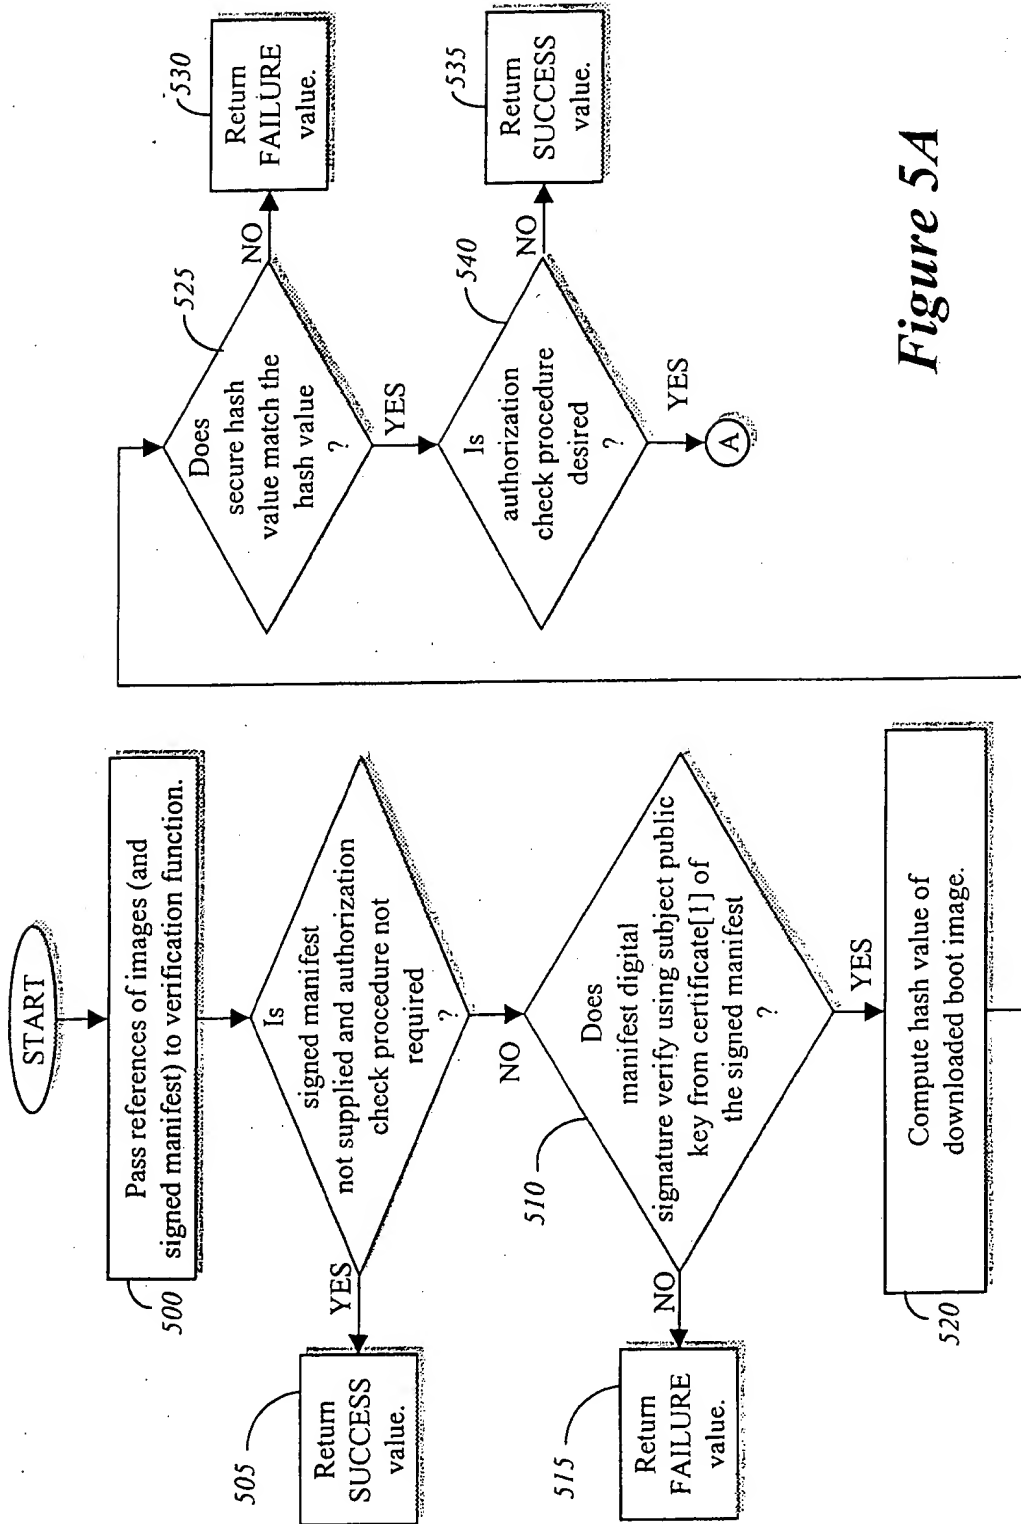 START
Pass references of images (and
signed manifest) to verification function.
500
Is
signed manifest
not supplied and authorization
check procedure not
required
?
YES
505
Return
SUCCESS
value.
NO
510
Does
manifest digital
signature verify using subject public
key from certificate[1] of
the signed manifest
?
NO
515
Return
FAILURE
value.
YES
Compute hash value of
downloaded boot image.
520
525
Does
secure hash
value match the
hash value
?
NO
530
Return
FAILURE
value.
YES
540
Is
authorization
check procedure
desired
?
NO
535
Return
SUCCESS
value.
YES
A
Figure 5A